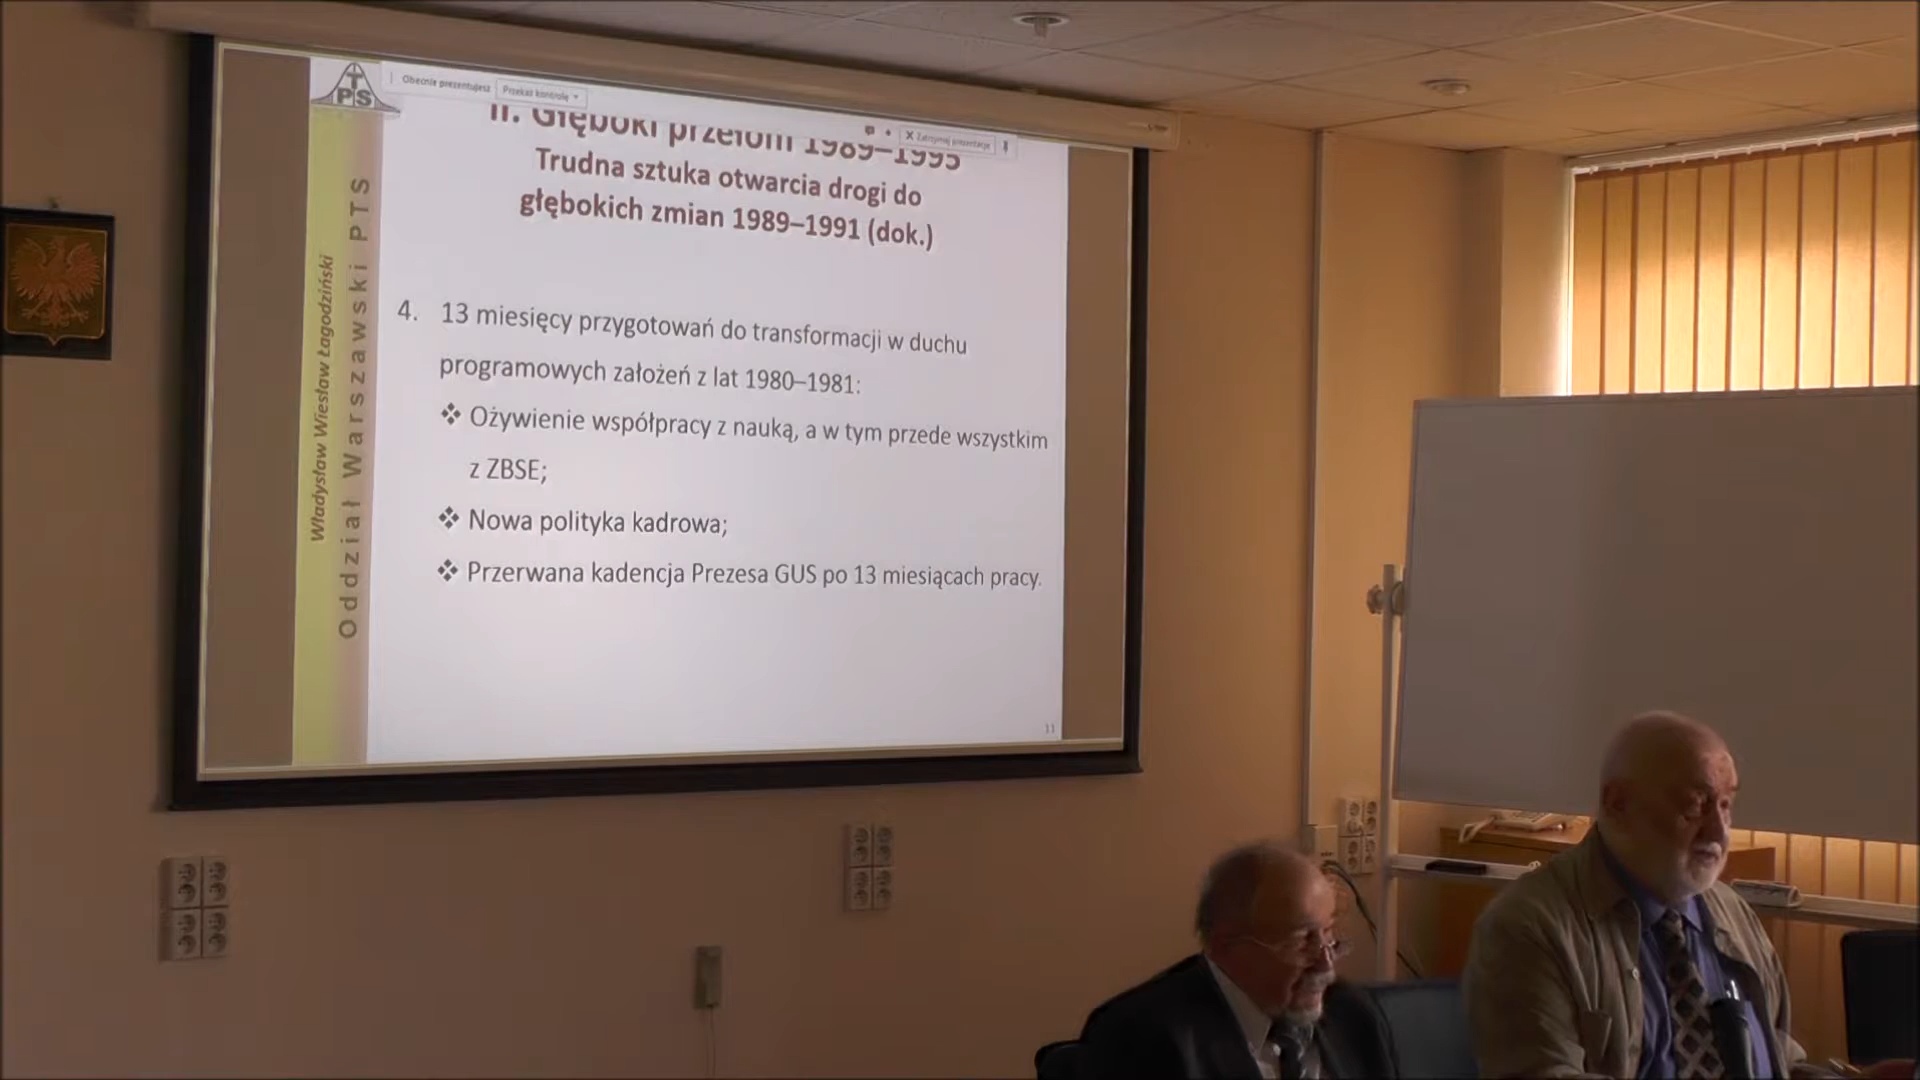 TPS
Obecnie prezentujesz Przekaż kontrolę
Zatrzymaj prezentację
II. Głęboki przełom 1989–1995
Trudna sztuka otwarcia drogi do
głębokich zmian 1989–1991 (dok.)
Władysław Wiesław Łagodziński
Oddział Warszawski PTS
4. 13 miesięcy przygotowań do transformacji w duchu
programowych założeń z lat 1980–1981:
❖ Ożywienie współpracy z nauką, a w tym przede wszystkim
z ZBSE;
❖ Nowa polityka kadrowa;
❖ Przerwana kadencja Prezesa GUS po 13 miesiącach pracy.
11